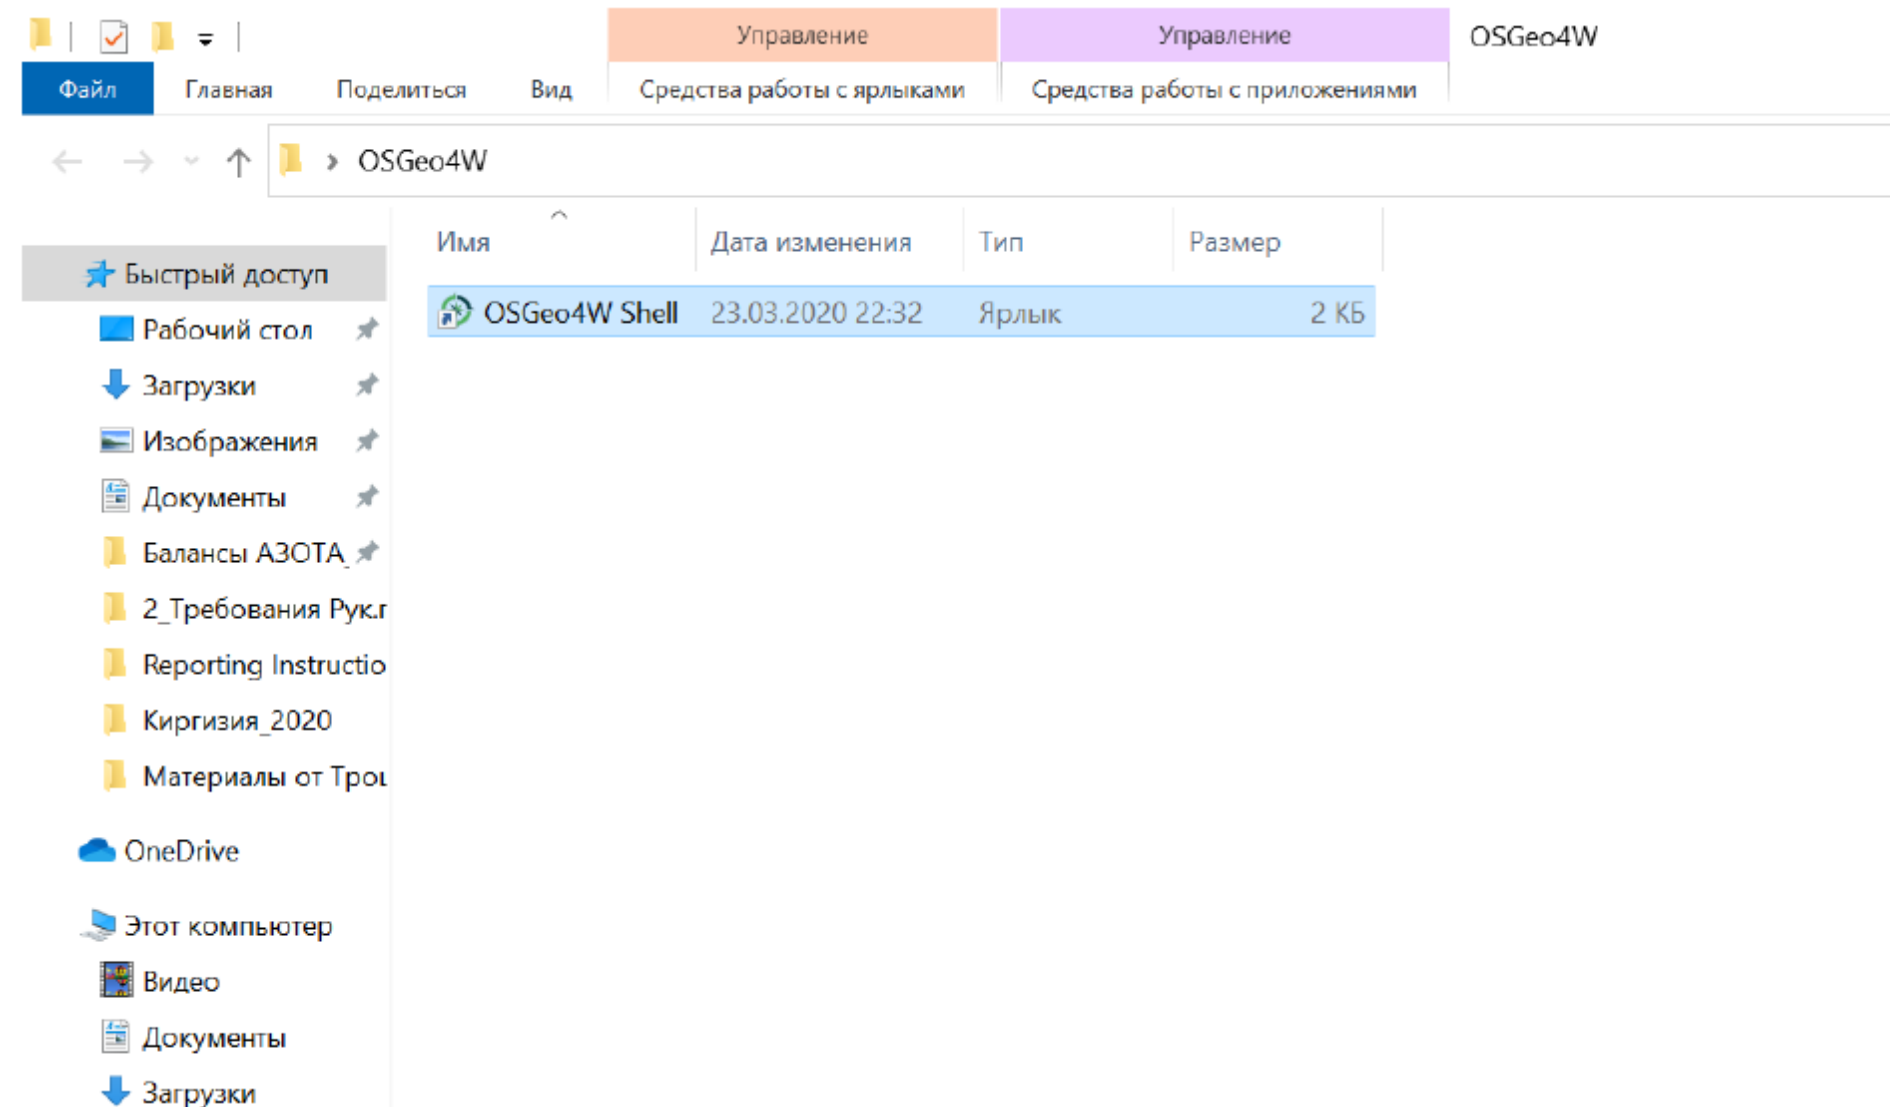 Управление Управление OSGeo4W
Файл Главная Поделиться Вид Средства работы с ярлыками Средства работы с приложениями
OSGeo4W
Имя Дата изменения Тип Размер
Быстрый доступ
OSGeo4W Shell 23.03.2020 22:32 Ярлык 2 КБ
Рабочий стол
Загрузки
Изображения
Документы
Балансы АЗОТА_
2_Требования Рук.г
Reporting Instructio
Киргизия_2020
Материалы от Трош
OneDrive
Этот компьютер
Видео
Документы
Загрузки